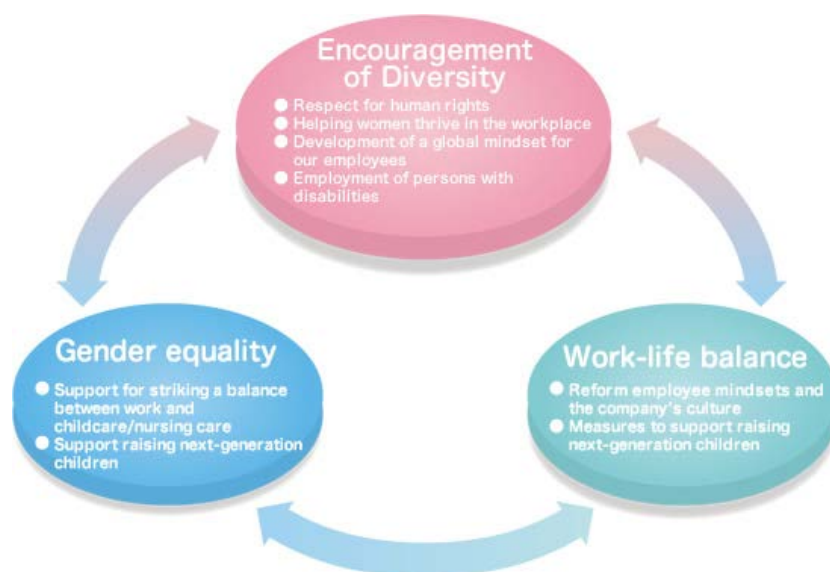 Encouragement
of Diversity
● Respect for human rights
● Helping women thrive in the workplace
● Development of a global mindset for
our employees
● Employment of persons with
disabilities
Gender equality
● Support for striking a balance
between work and
childcare/nursing care
● Support raising next-generation
children
Work-life balance
● Reform employee mindsets and
the company's culture
● Measures to support raising
next-generation children